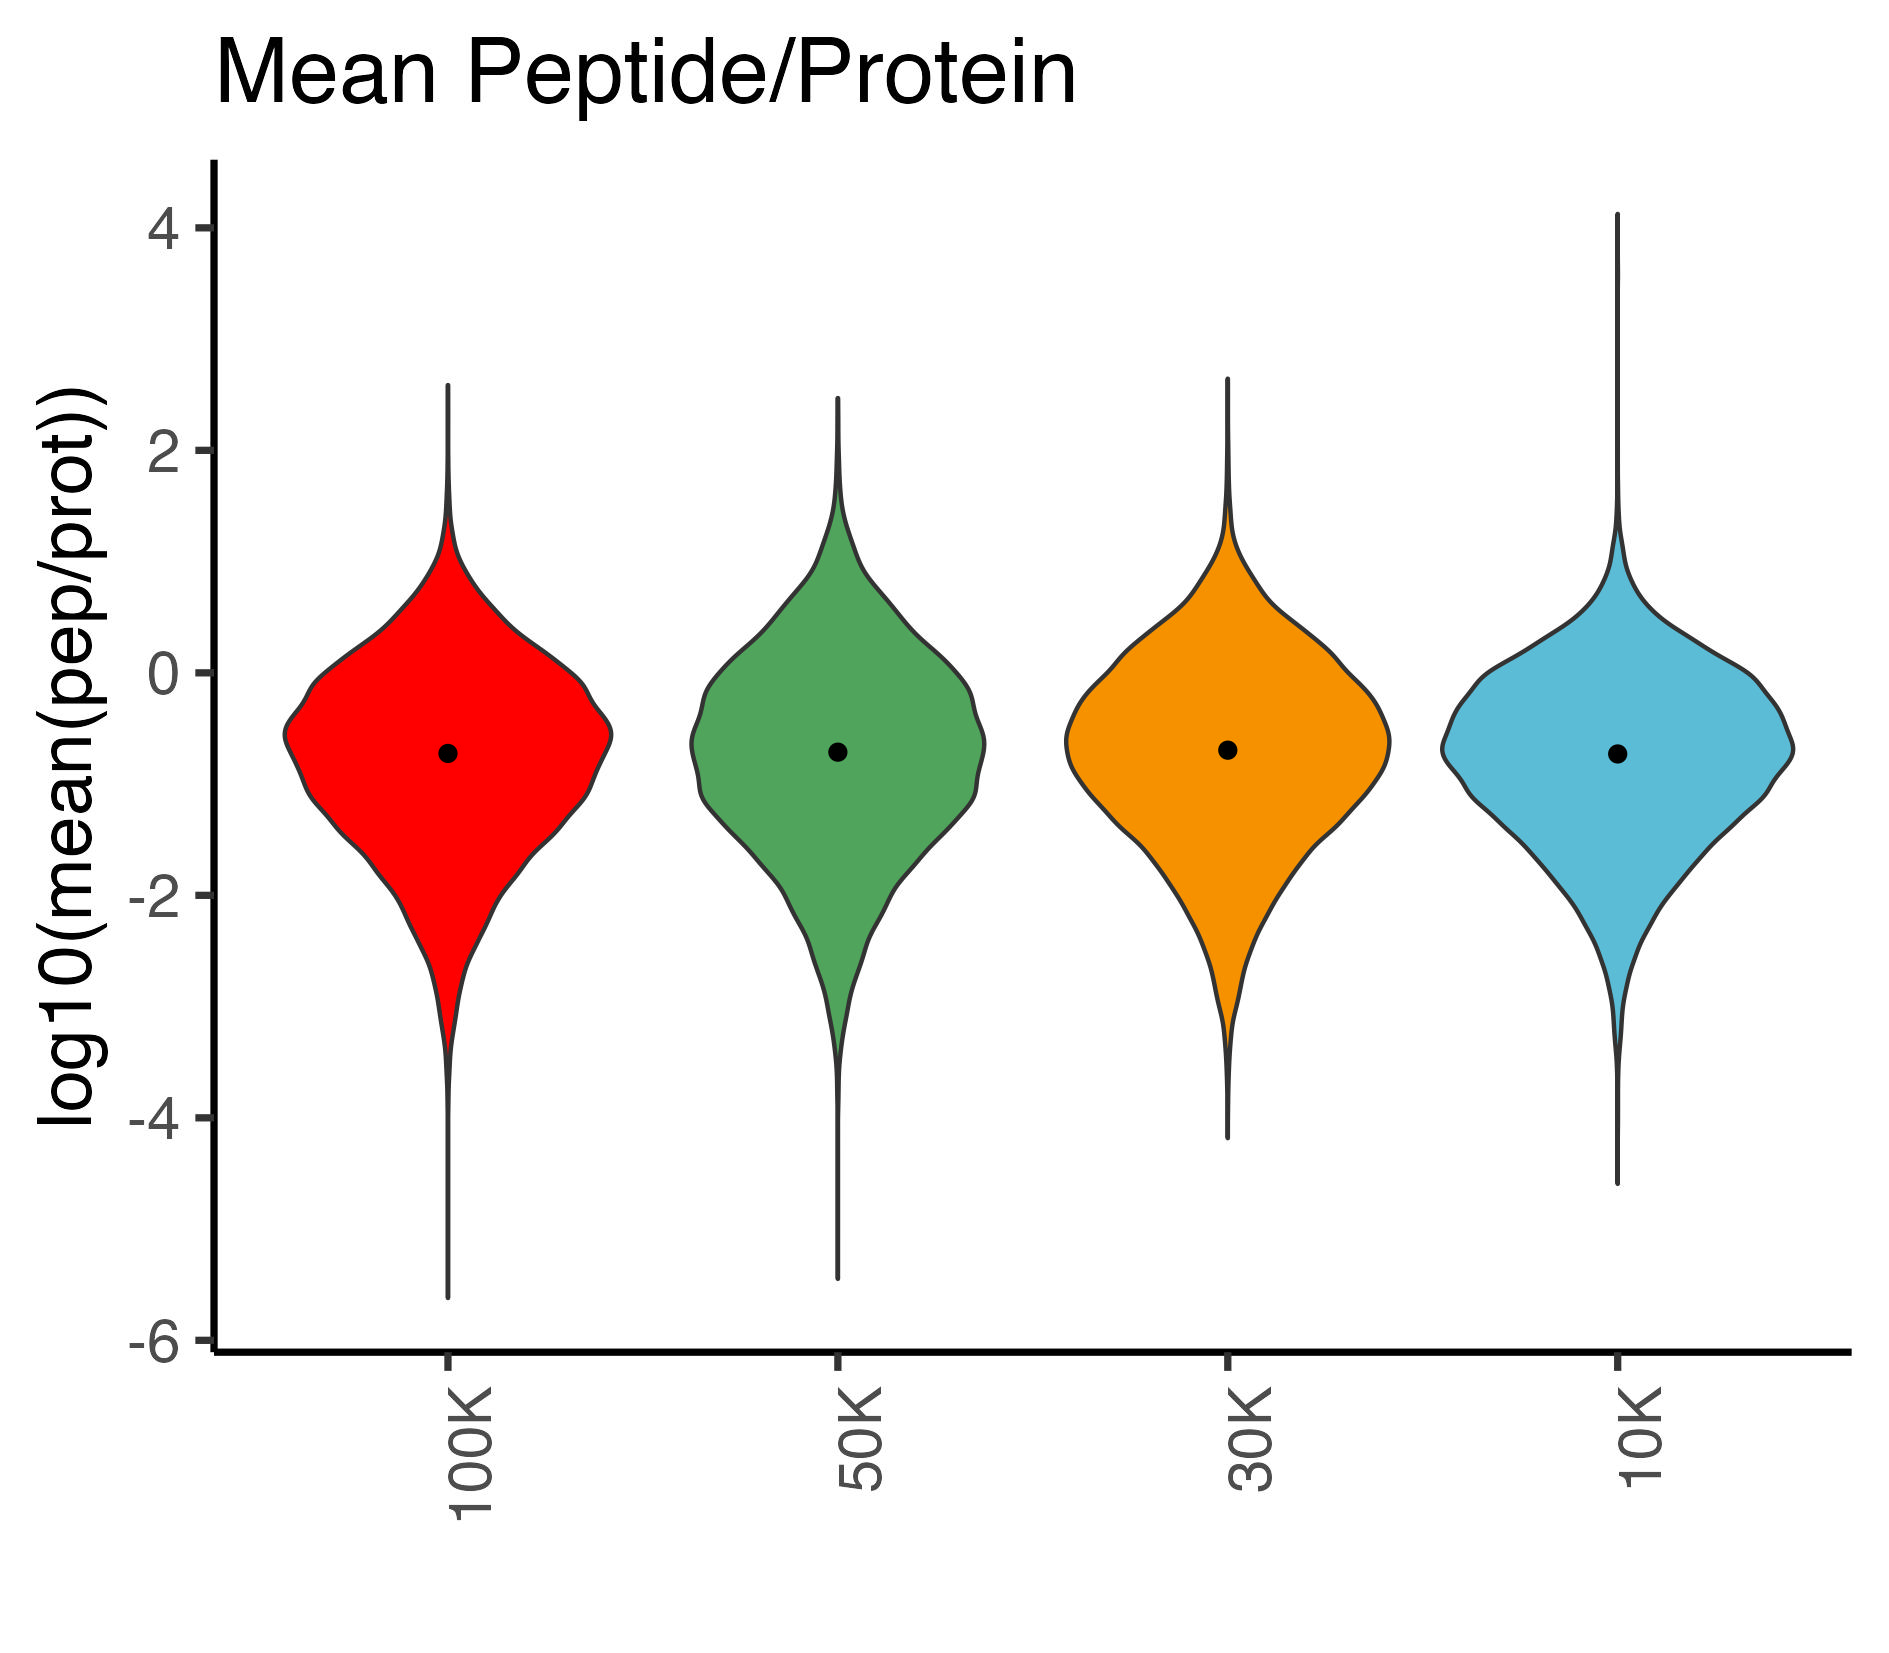 Mean Peptide/Protein
log10(mean(pep/prot))
4
2
0
-2
-4
-6
100K
50K
30K
10K